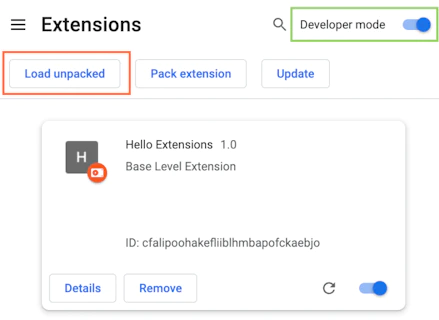 Extensions
Developer mode
Load unpacked
Pack extension
Update
H
Hello Extensions 1.0
Base Level Extension
ID: cfalipoohakefliiblhmbapofckaebjo
Details
Remove